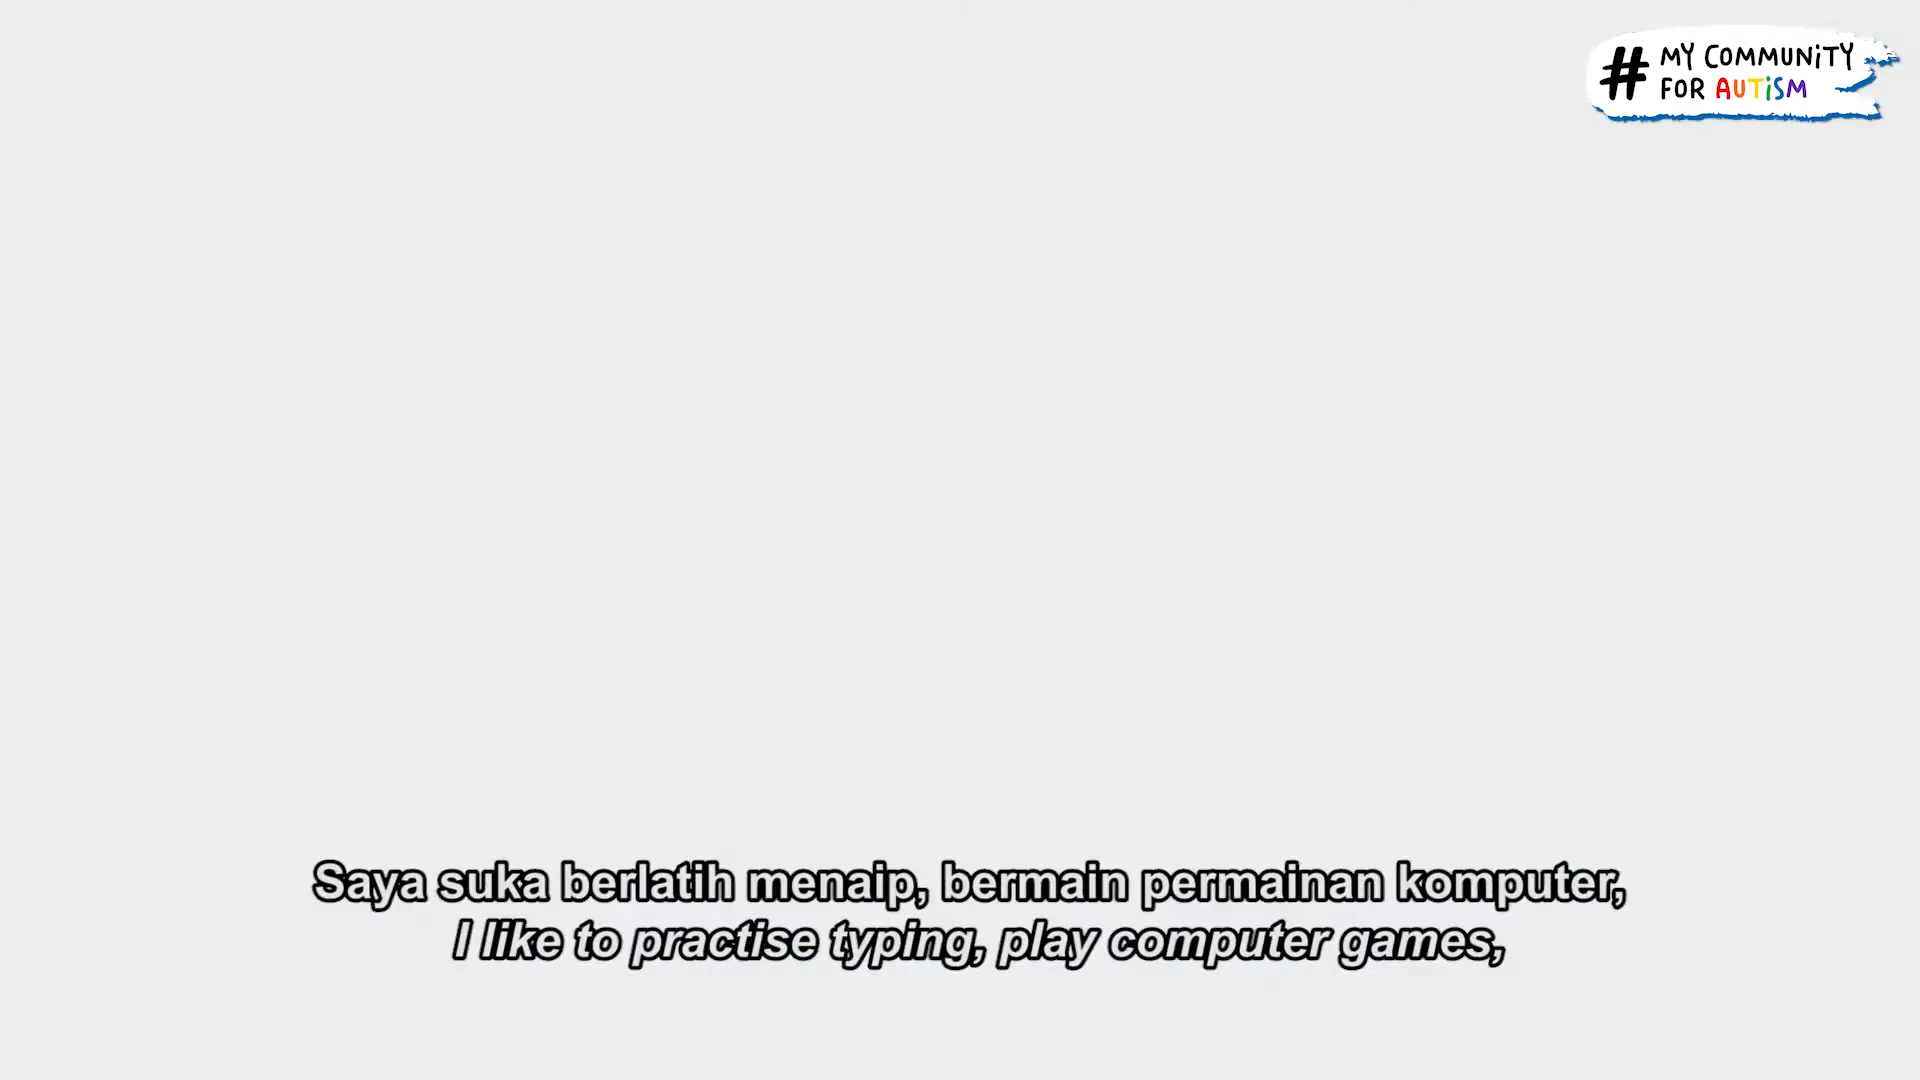 # MY COMMUNITY
FOR AUTISM
Saya suka berlatih menaip, bermain permainan komputer,
I like to practise typing, play computer games,